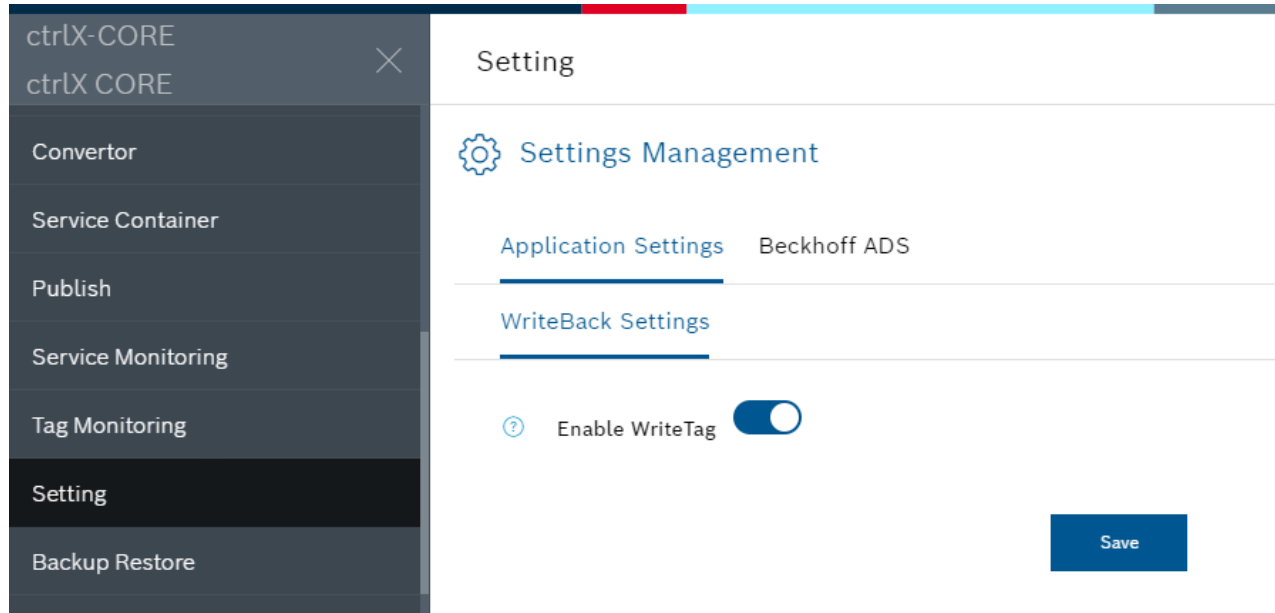 ctrlX-CORE
ctrlX CORE
Convertor
Service Container
Publish
Service Monitoring
Tag Monitoring
Setting
Backup Restore
Setting
Settings Management
Application Settings Beckhoff ADS
WriteBack Settings
? Enable WriteTag
Save